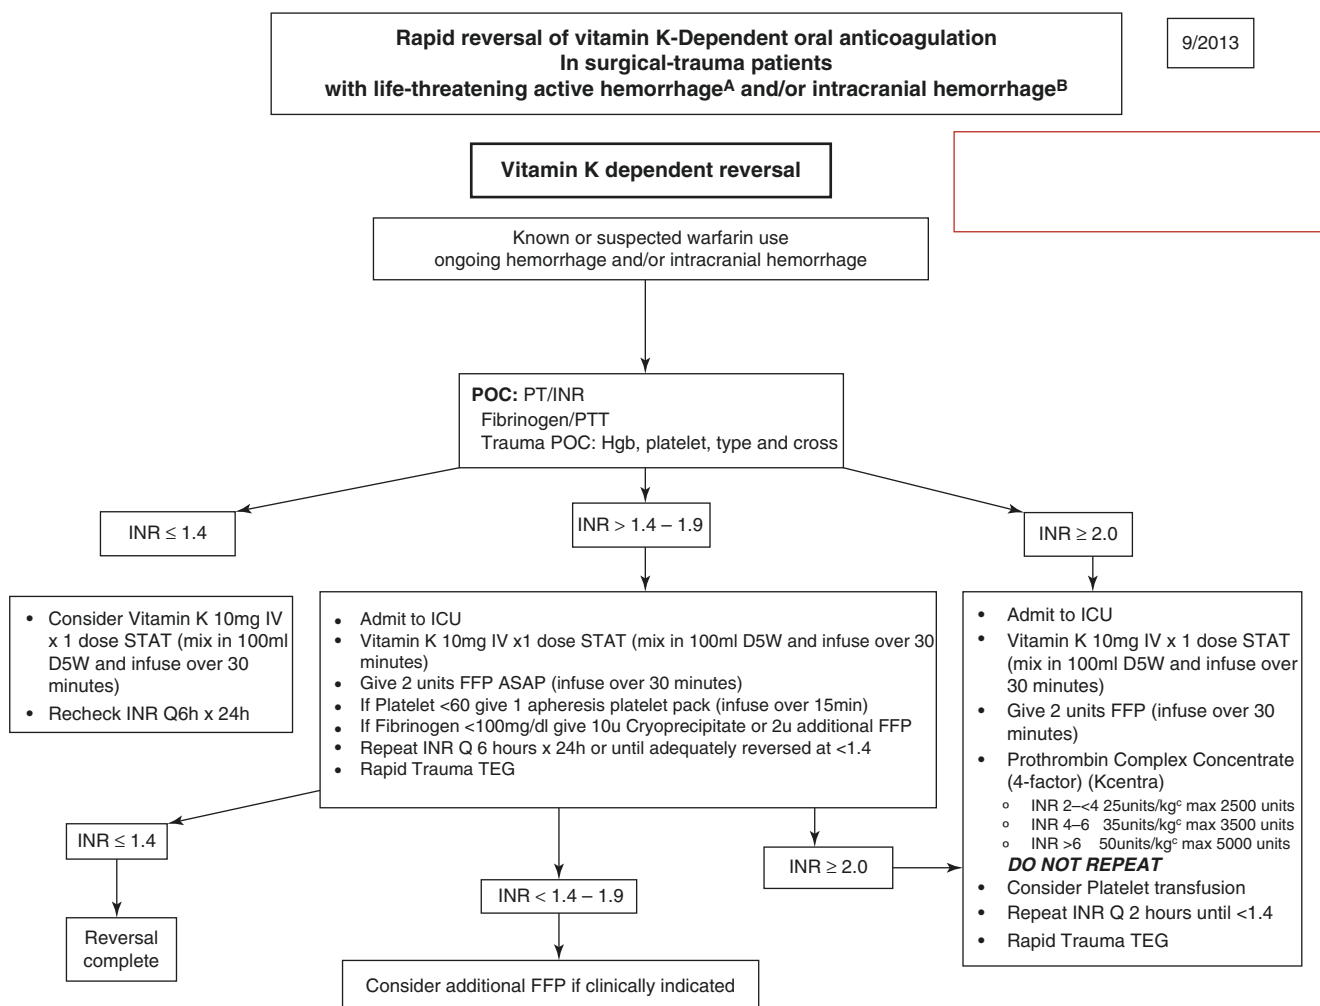 Rapid reversal of vitamin K-Dependent oral anticoagulation
In surgical-trauma patients
with life-threatening active hemorrhageA and/or intracranial hemorrhageB
9/2013
Vitamin K dependent reversal
Known or suspected warfarin use
ongoing hemorrhage and/or intracranial hemorrhage
POC: PT/INR
Fibrinogen/PTT
Trauma POC: Hgb, platelet, type and cross
INR ≤ 1.4
INR > 1.4 – 1.9
INR ≥ 2.0
• Consider Vitamin K 10mg IV
x 1 dose STAT (mix in 100ml
D5W and infuse over 30
minutes)
• Recheck INR Q6h x 24h
• Admit to ICU
• Vitamin K 10mg IV x1 dose STAT (mix in 100ml D5W and infuse over 30
minutes)
• Give 2 units FFP ASAP (infuse over 30 minutes)
• If Platelet <60 give 1 apheresis platelet pack (infuse over 15min)
• If Fibrinogen <100mg/dl give 10u Cryoprecipitate or 2u additional FFP
• Repeat INR Q 6 hours x 24h or until adequately reversed at <1.4
• Rapid Trauma TEG
• Admit to ICU
• Vitamin K 10mg IV x 1 dose STAT
(mix in 100ml D5W and infuse over
30 minutes)
• Give 2 units FFP (infuse over 30
minutes)
• Prothrombin Complex Concentrate
(4-factor) (Kcentra)
o INR 2–<4 25units/kgc max 2500 units
o INR 4–6 35units/kgc max 3500 units
o INR >6 50units/kgc max 5000 units
DO NOT REPEAT
• Consider Platelet transfusion
• Repeat INR Q 2 hours until <1.4
• Rapid Trauma TEG
INR ≤ 1.4
INR < 1.4 – 1.9
INR ≥ 2.0
Reversal
complete
Consider additional FFP if clinically indicated